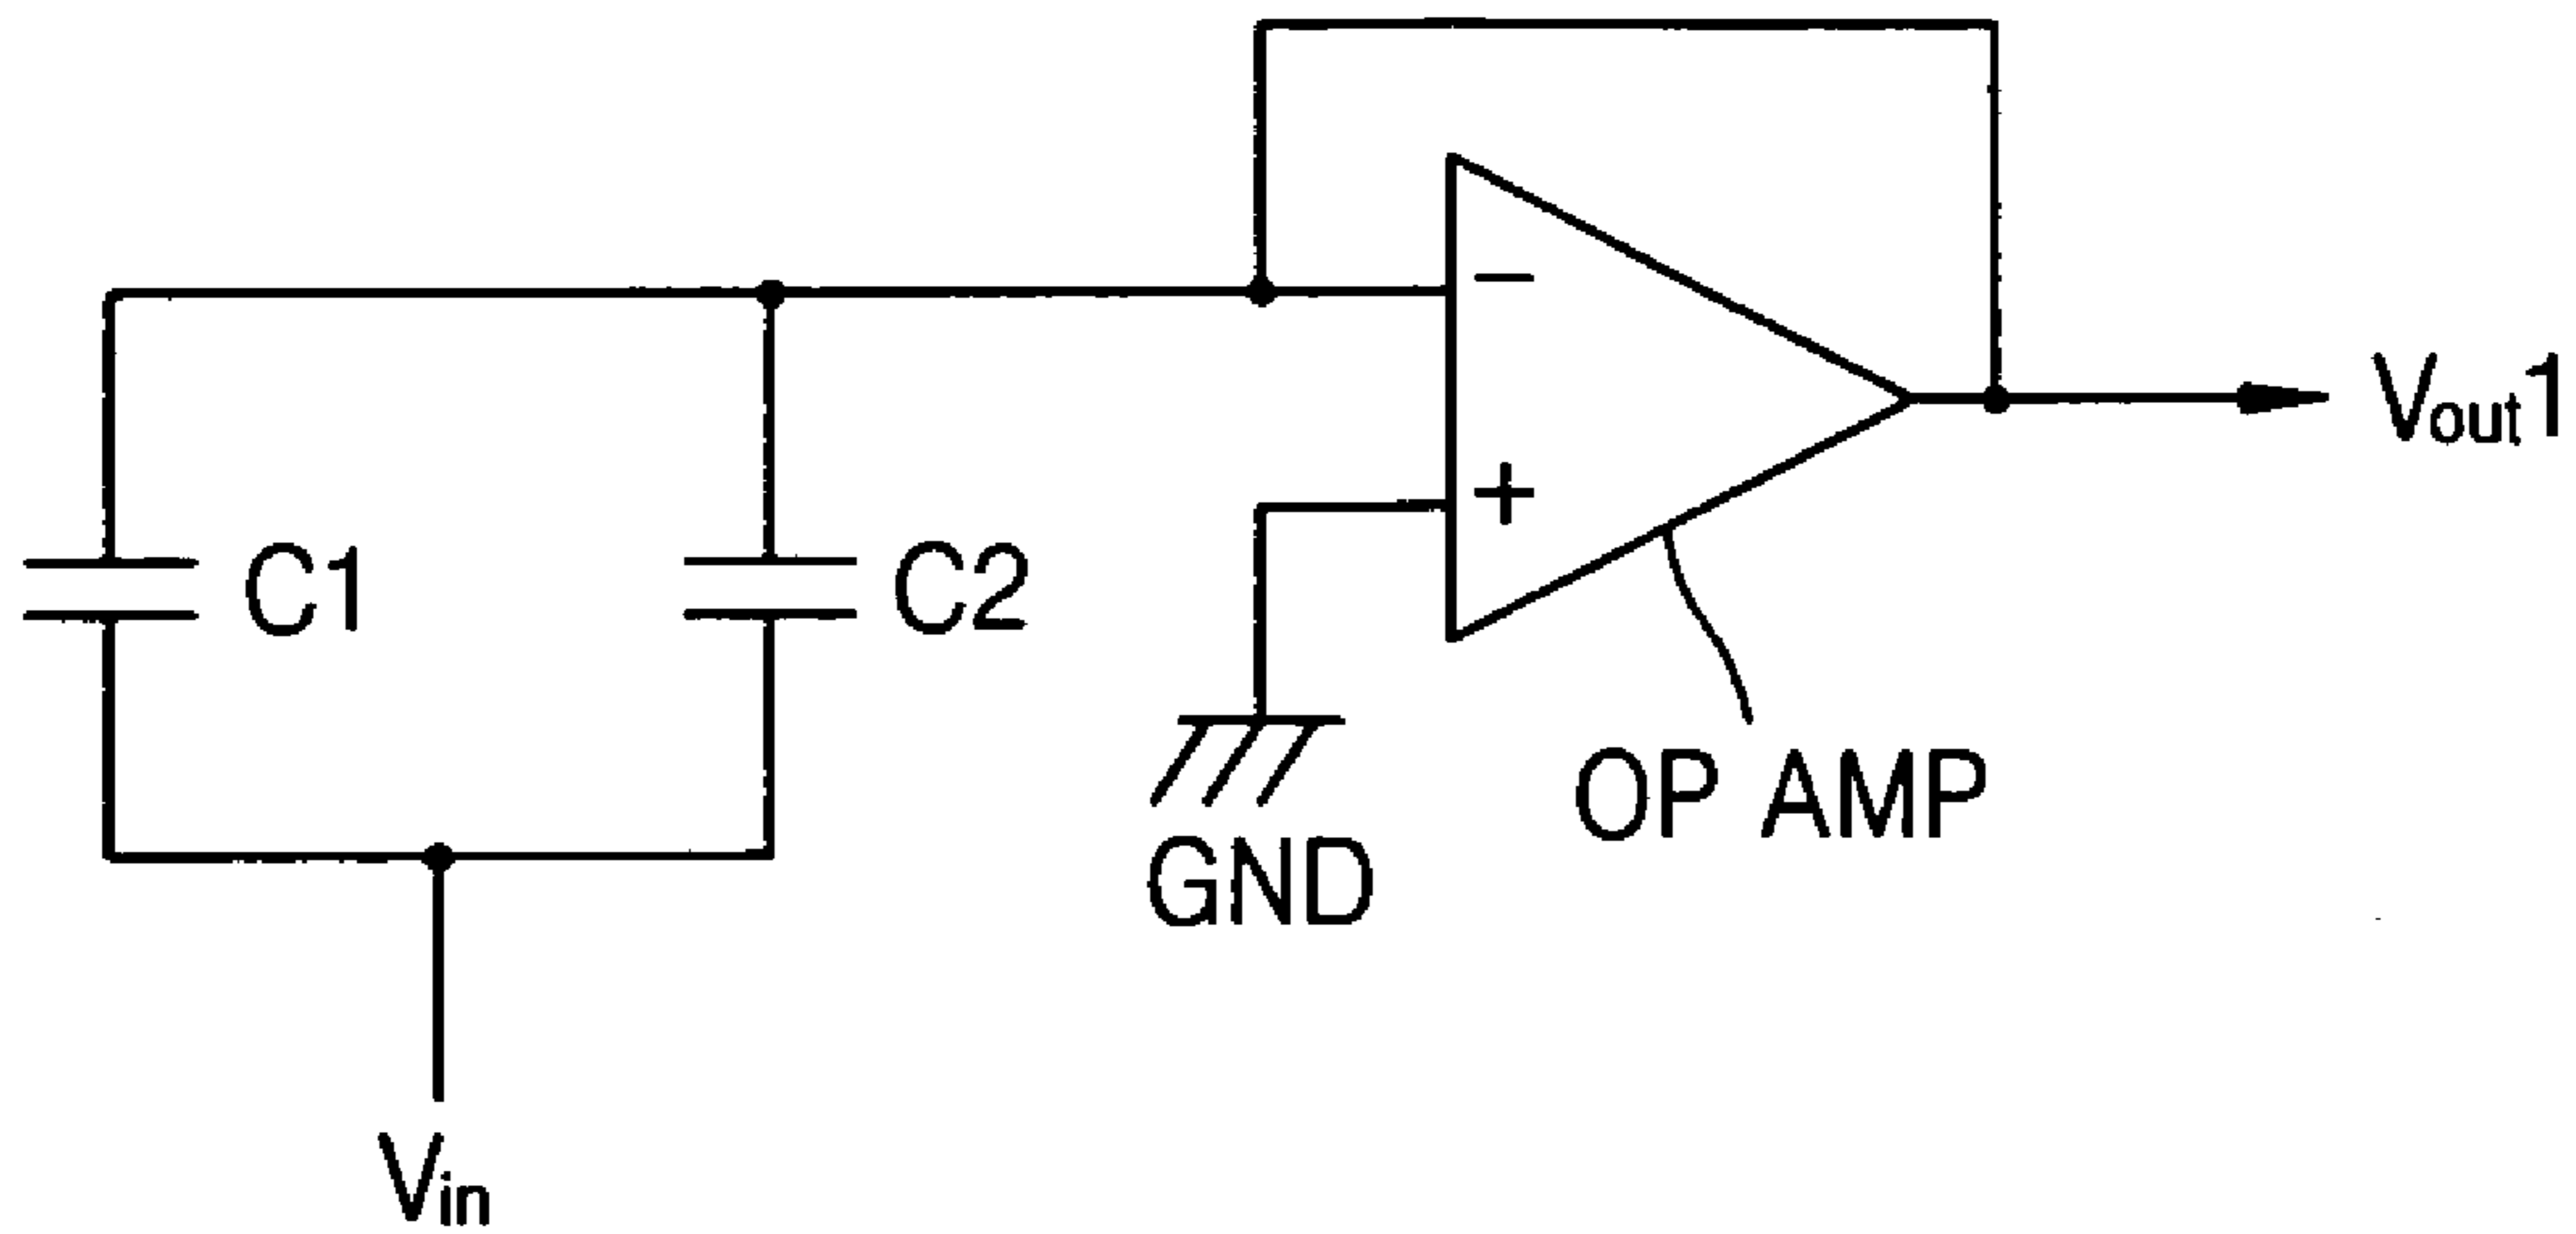 −
+
Vout1
C1
C2
OP AMP
GND
Vin